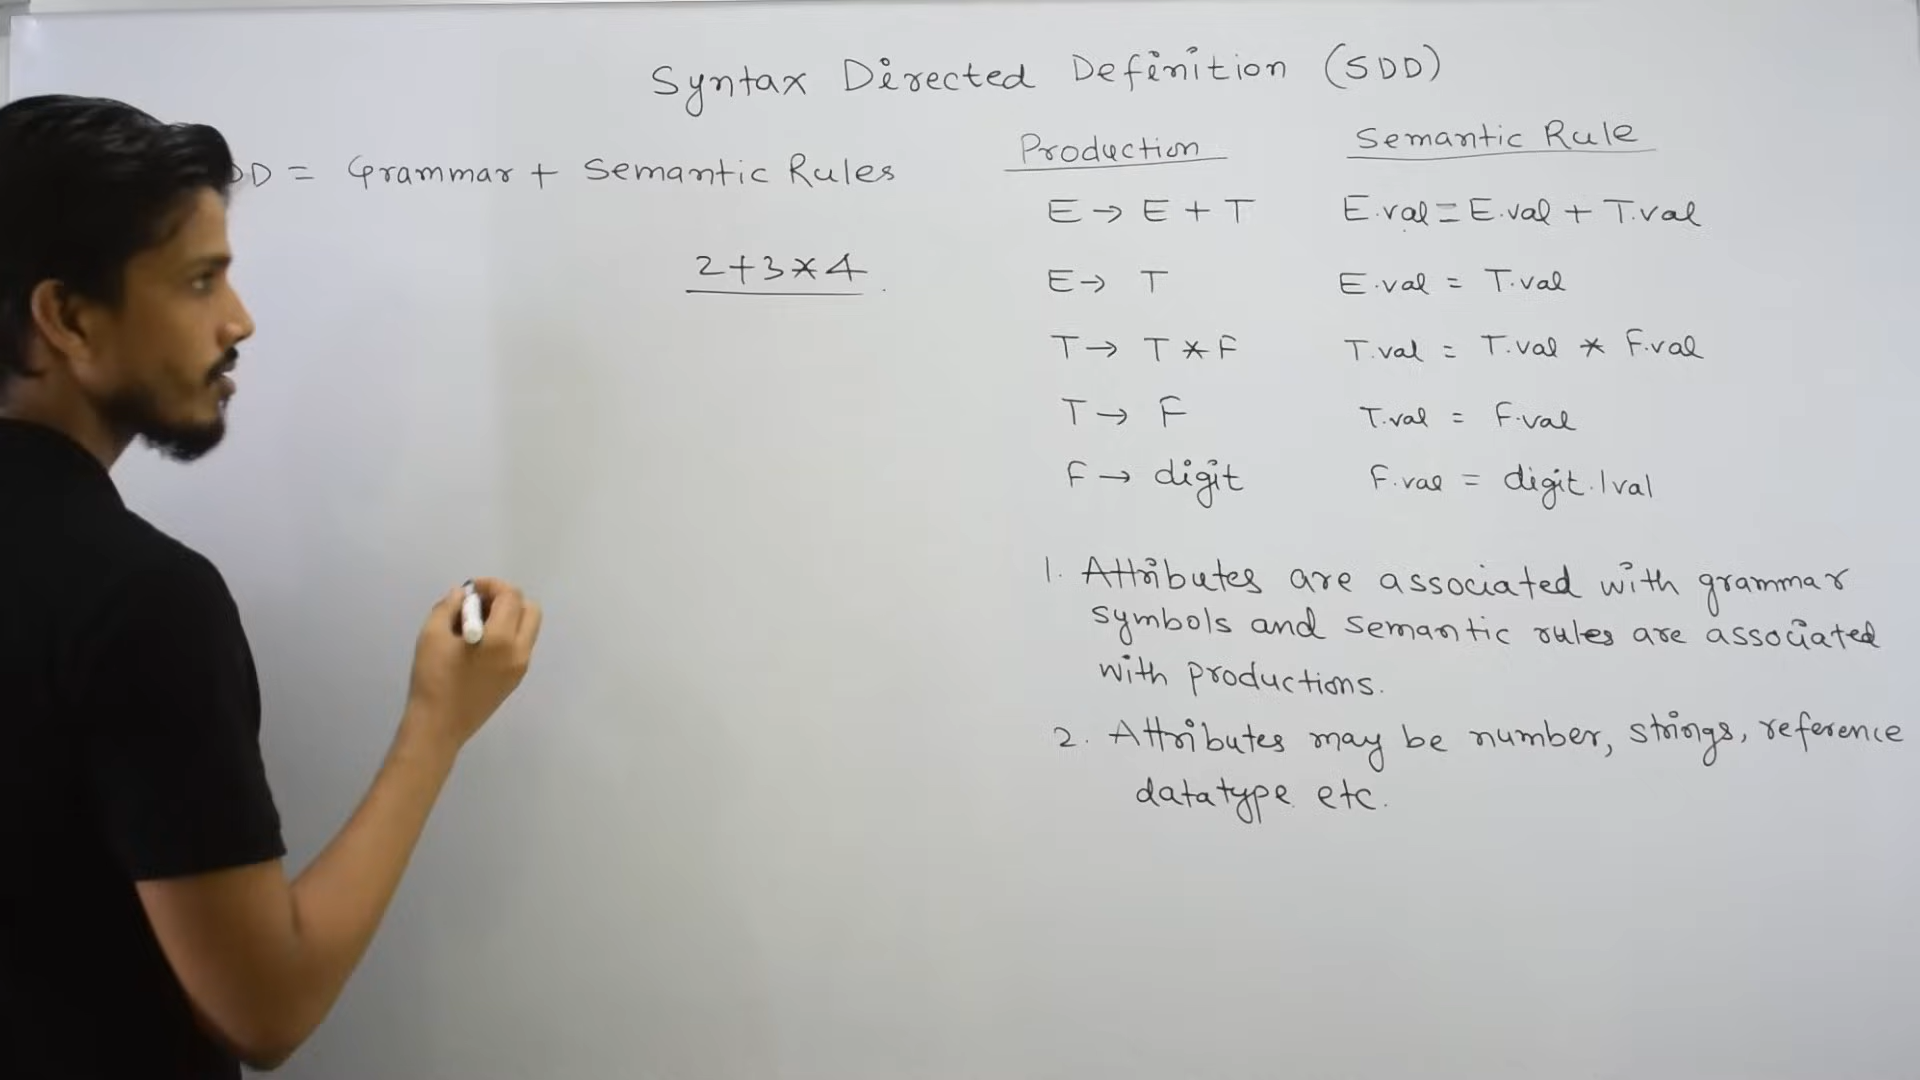 Syntax Directed Definition (SDD)
DD = Grammar + Semantic Rules
2+3*4
Production Semantic Rule
E → E + T E.val = E.val + T.val
E → T E.val = T.val
T → T * F T.val = T.val * F.val
T → F T.val = F.val
F → digit F.val = digit.lval
1. Attributes are associated with grammar
symbols and semantic rules are associated
with productions.
2. Attributes may be number, strings, reference
datatype etc.